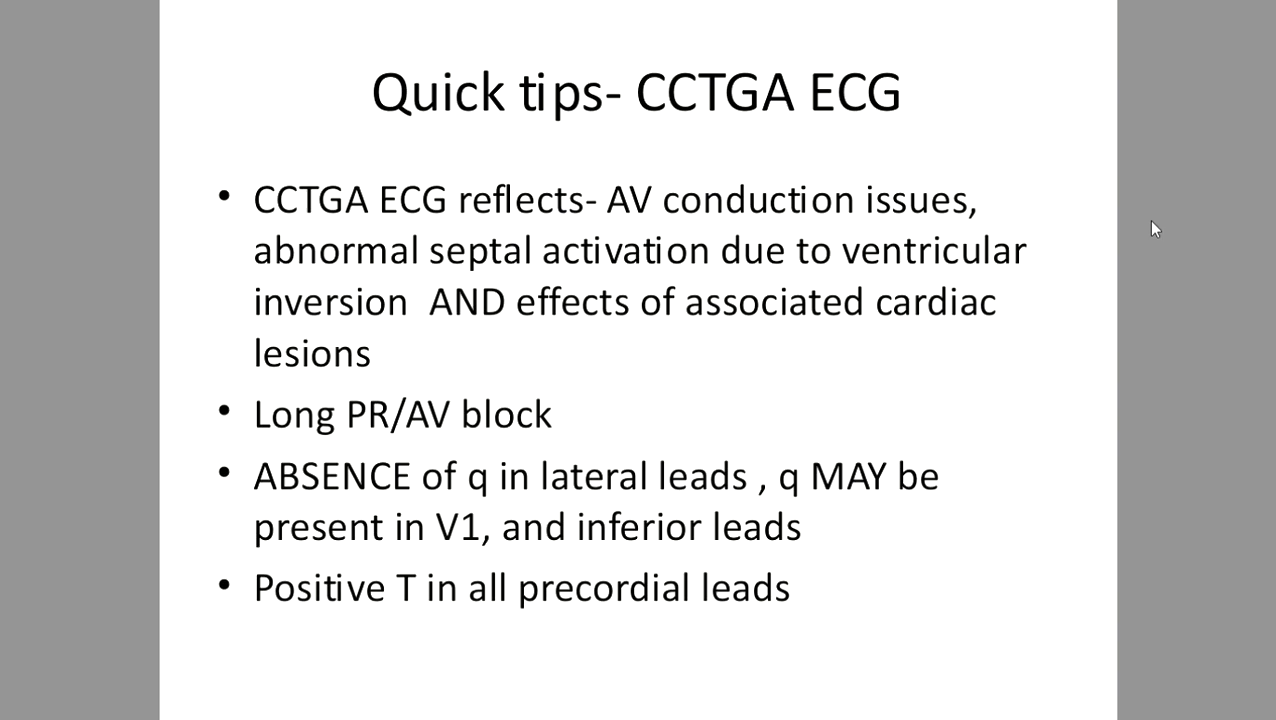 Quick tips- CCTGA ECG
• CCTGA ECG reflects- AV conduction issues,
abnormal septal activation due to ventricular
inversion  AND effects of associated cardiac
lesions
• Long PR/AV block
• ABSENCE of q in lateral leads , q MAY be
present in V1, and inferior leads
• Positive T in all precordial leads